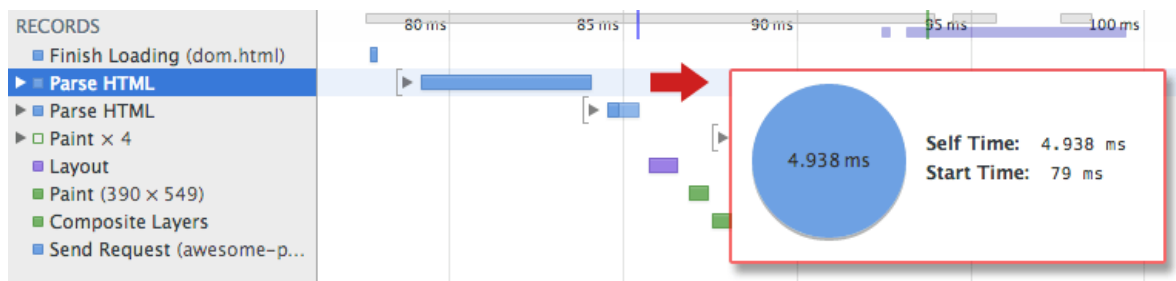 RECORDS
80 ms
85 ms
90 ms
95 ms
100 ms
Finish Loading (dom.html)
Parse HTML
Parse HTML
Paint × 4
Layout
Paint (390 × 549)
Composite Layers
Send Request (awesome-p...
4.938 ms
Self Time: 4.938 ms
Start Time: 79 ms